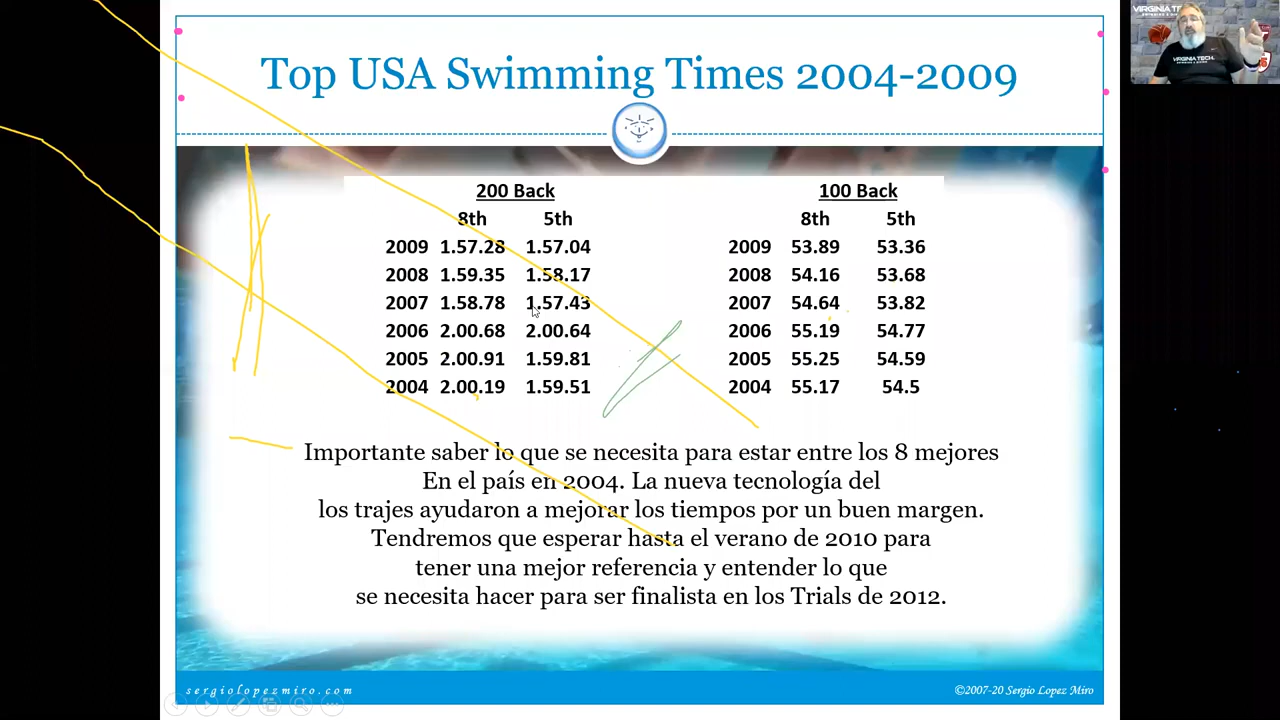 Top USA Swimming Times 2004-2009
200 Back 100 Back
8th 5th 8th 5th
2009 1.57.28 1.57.04 2009 53.89 53.36
2008 1.59.35 1.58.17 2008 54.16 53.68
2007 1.58.78 1.57.43 2007 54.64 53.82
2006 2.00.68 2.00.64 2006 55.19 54.77
2005 2.00.91 1.59.81 2005 55.25 54.59
2004 2.00.19 1.59.51 2004 55.17 54.5
Importante saber lo que se necesita para estar entre los 8 mejores
En el país en 2004. La nueva tecnología del
los trajes ayudaron a mejorar los tiempos por un buen margen.
Tendremos que esperar hasta el verano de 2010 para
tener una mejor referencia y entender lo que
se necesita hacer para ser finalista en los Trials de 2012.
sergiolopezmiro.com ©2007-20 Sergio Lopez Miro
VIRGINIA TECH